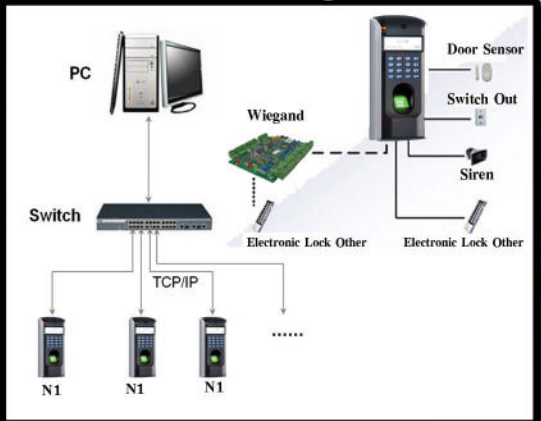 PC
Door Sensor
Switch Out
Wiegand
Siren
Switch
Electronic Lock Other
Electronic Lock Other
TCP/IP
......
N1
N1
N1